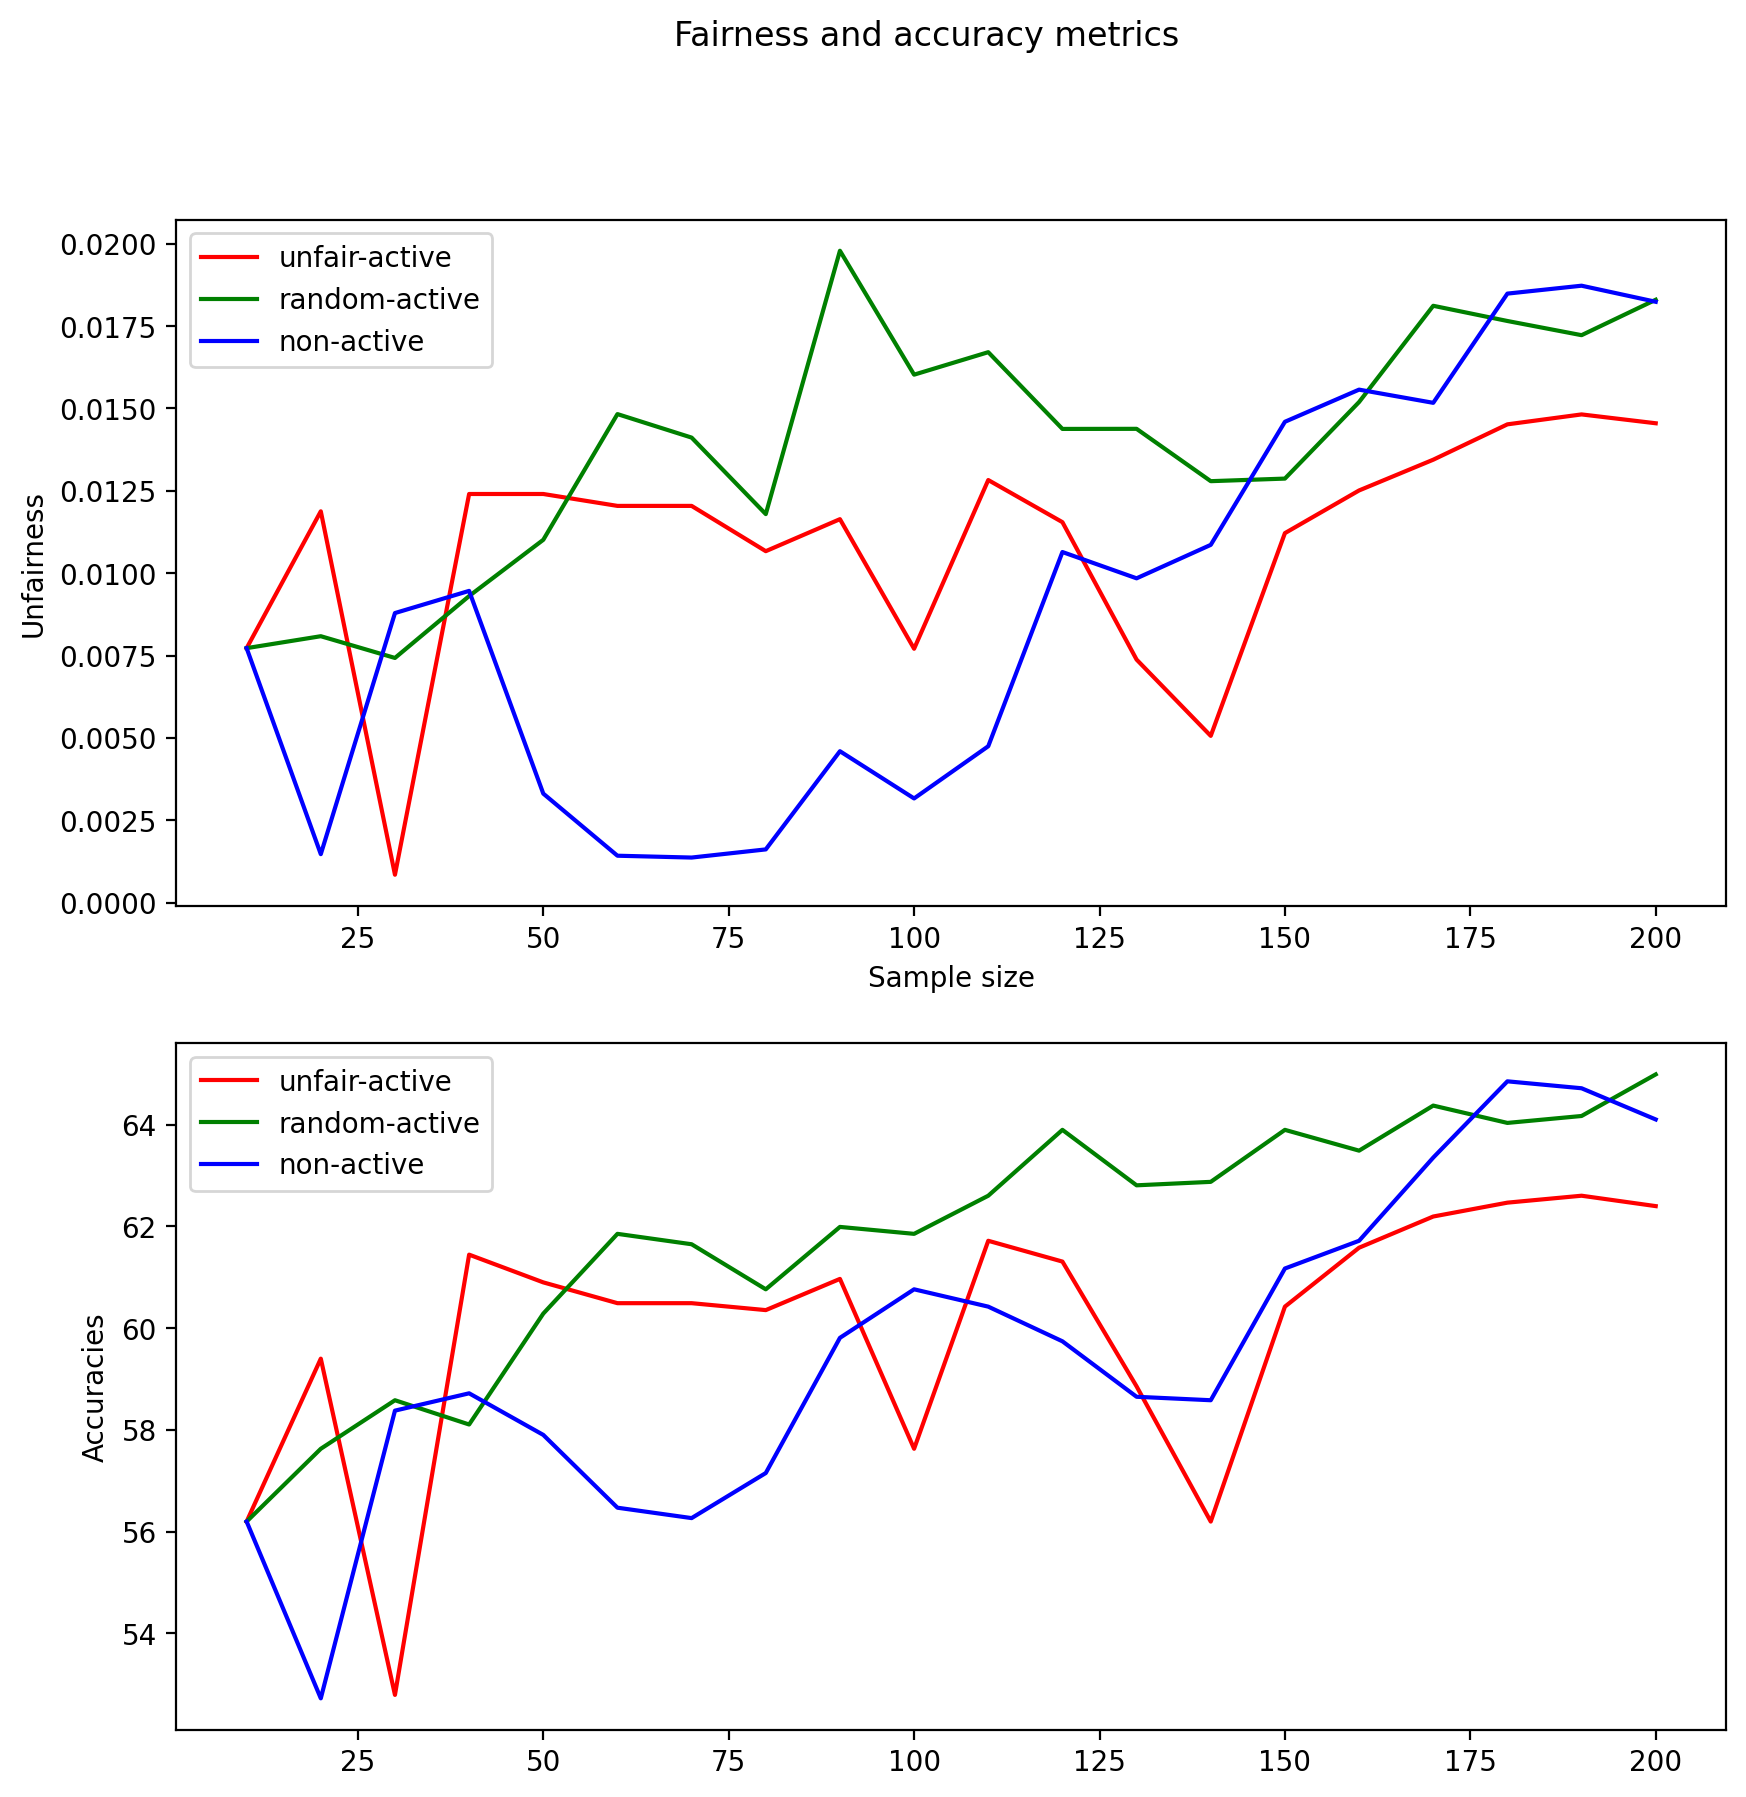 Fairness and accuracy metrics
unfair-active
random-active
non-active
0.0200
0.0175
0.0150
0.0125
0.0100
0.0075
0.0050
0.0025
0.0000
Unfairness
25 50 75 100 125 150 175 200
Sample size
unfair-active
random-active
non-active
64
62
60
58
56
54
Accuracies
25 50 75 100 125 150 175 200